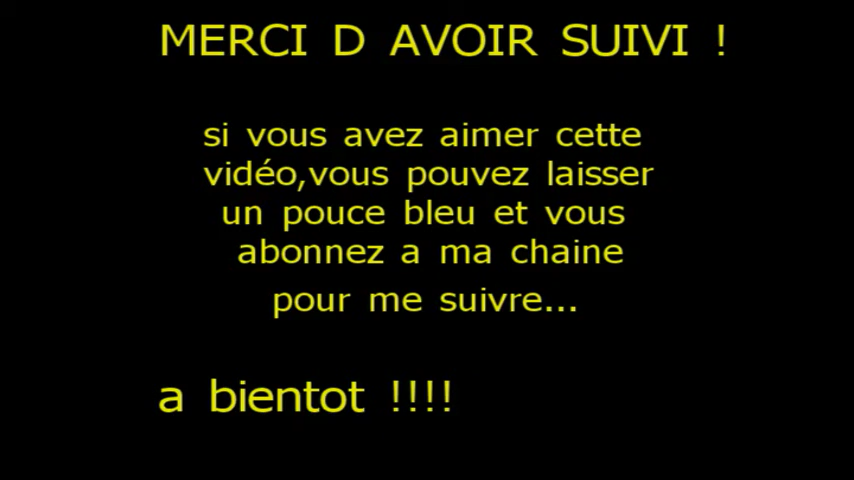 MERCI D AVOIR SUIVI !
si vous avez aimer cette
vidéo,vous pouvez laisser
un pouce bleu et vous
abonnez a ma chaine
pour me suivre...
a bientot !!!!